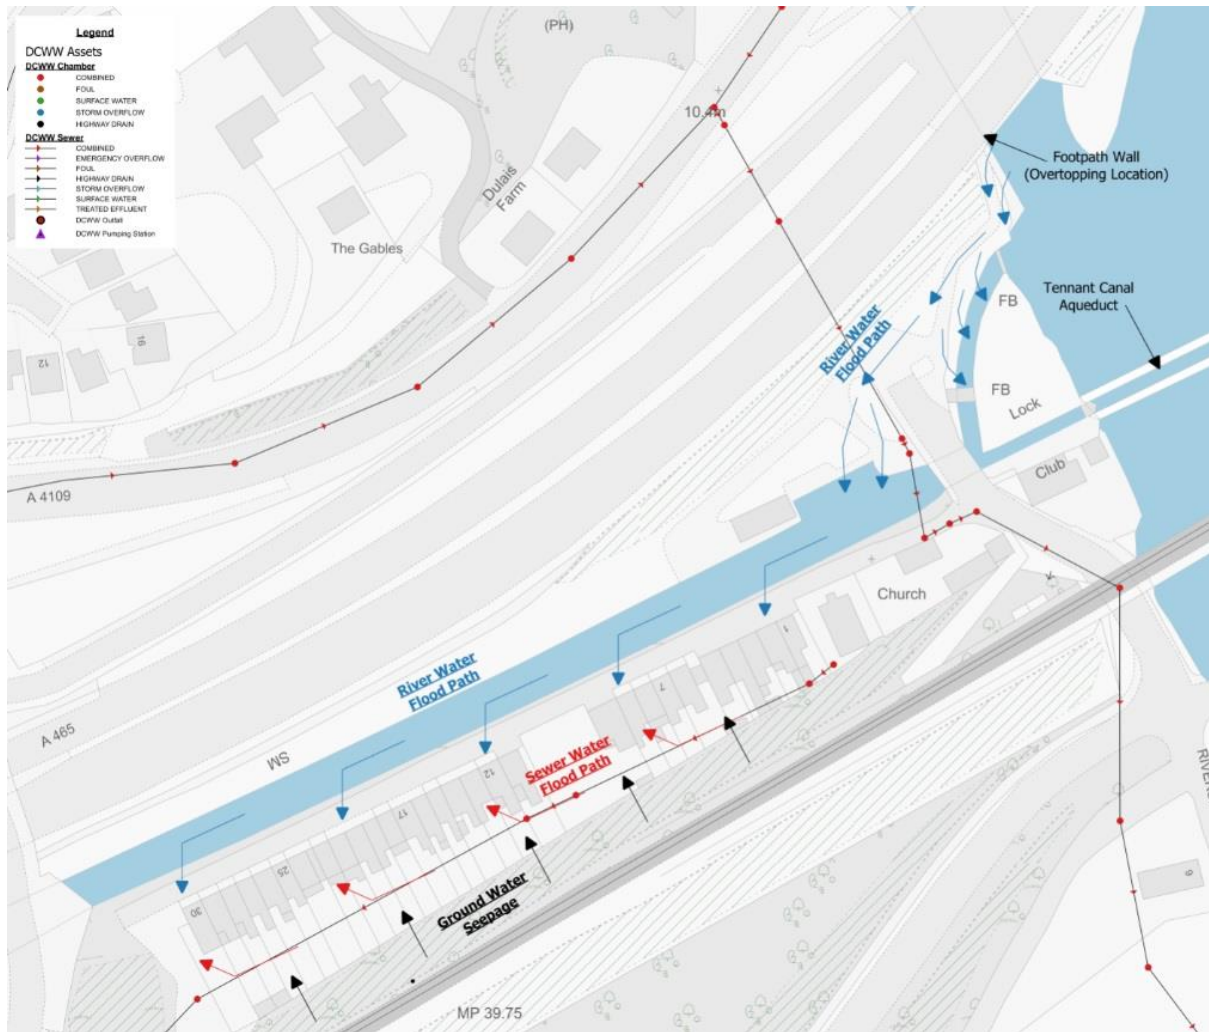 Legend
DCWW Assets
DCWW Chamber
COMBINED
FOUL
SURFACE WATER
STORM OVERFLOW
HIGHWAY DRAIN
DCWW Sewer
COMBINED
EMERGENCY OVERFLOW
FOUL
HIGHWAY DRAIN
STORM OVERFLOW
SURFACE WATER
TREATED EFFLUENT
DCWW Outfall
DCWW Pumping Station
(PH)
10.4m
Footpath Wall
(Overtopping Location)
Dulais
Farm
The Gables
16
12
Tennant Canal
Aqueduct
FB
River Water
Flood Path
FB
Lock
Club
A 4109
Church
1
7
River Water
Flood Path
A 465
SM
12
Sewer Water
Flood Path
17
25
30
Ground Water
Seepage
9
MP 39.75